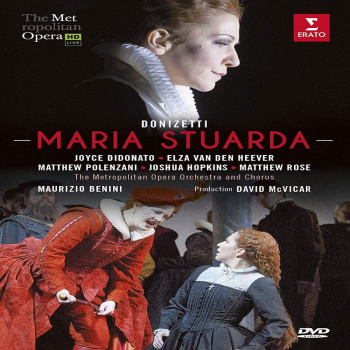 The Met
ropolitan
Opera HD
LIVE
ERATO
DONIZETTI
MARIA STUARDA
JOYCE DIDONATO • ELZA VAN DEN HEEVER
MATTHEW POLENZANI • JOSHUA HOPKINS • MATTHEW ROSE
The Metropolitan Opera Orchestra and Chorus
MAURIZIO BENINI Production DAVID McVICAR
DVD
VIDEO